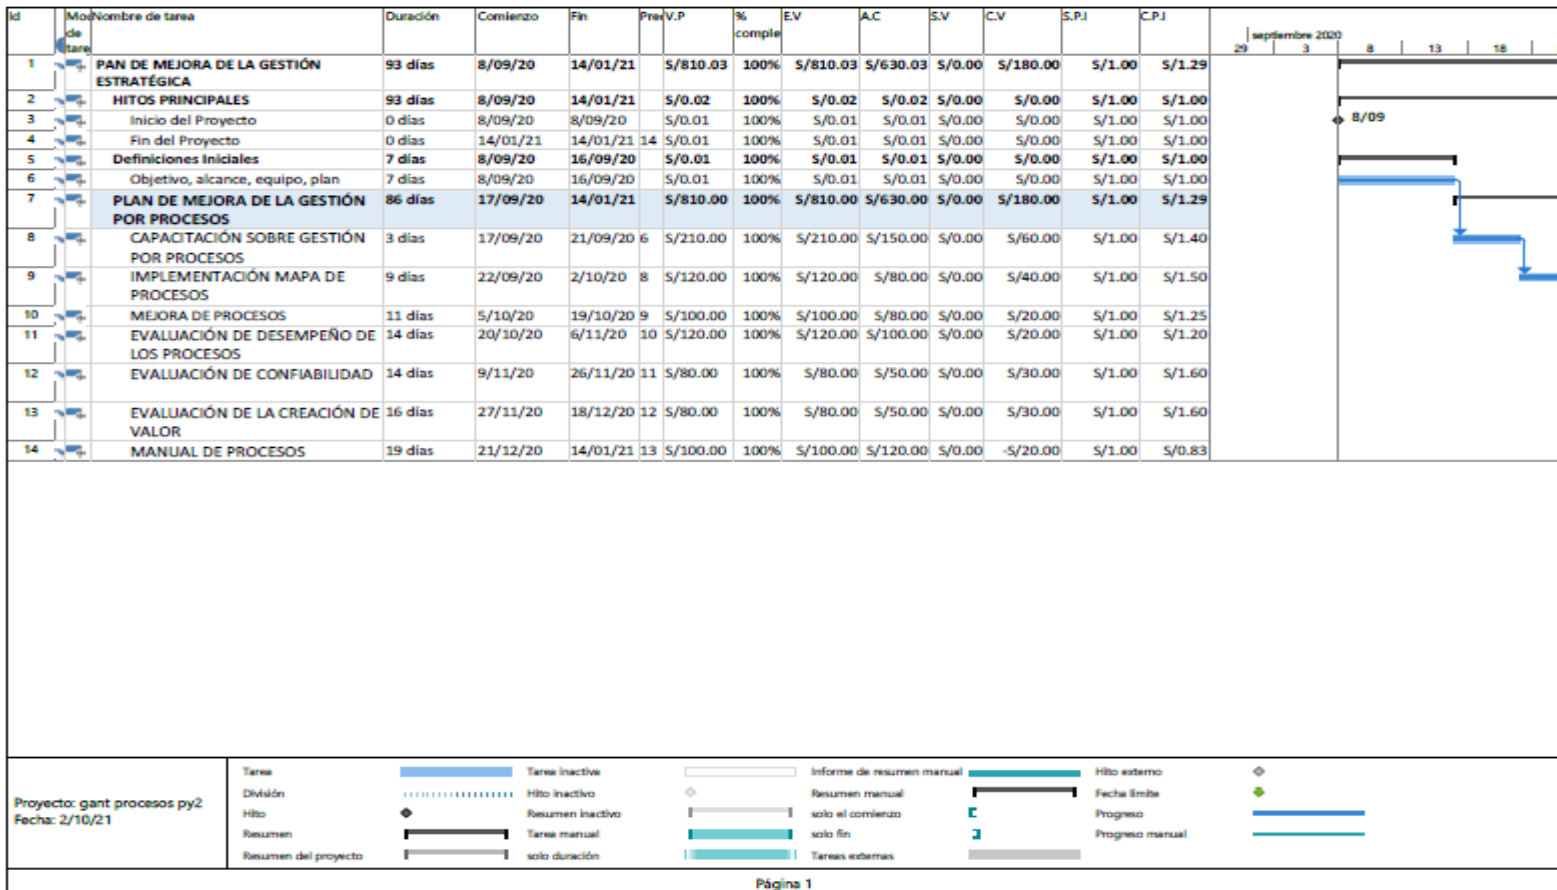 Id Mod de tarea Nombre de tarea Duración Comienzo Fin Pre V.P % comple E.V A.C S.V C.V S.P.I C.P.I
septiembre 2020
29 3 8 13 18
1 PAN DE MEJORA DE LA GESTIÓN ESTRATÉGICA 93 días 8/09/20 14/01/21 S/810.03 100% S/810.03 S/630.03 S/0.00 S/180.00 S/1.00 S/1.29
2 HITOS PRINCIPALES 93 días 8/09/20 14/01/21 S/0.02 100% S/0.02 S/0.02 S/0.00 S/0.00 S/1.00 S/1.00
3 Inicio del Proyecto 0 días 8/09/20 8/09/20 S/0.01 100% S/0.01 S/0.01 S/0.00 S/0.00 S/1.00 S/1.00 8/09
4 Fin del Proyecto 0 días 14/01/21 14/01/21 14 S/0.01 100% S/0.01 S/0.01 S/0.00 S/0.00 S/1.00 S/1.00
5 Definiciones Iniciales 7 días 8/09/20 16/09/20 S/0.01 100% S/0.01 S/0.01 S/0.00 S/0.00 S/1.00 S/1.00
6 Objetivo, alcance, equipo, plan 7 días 8/09/20 16/09/20 S/0.01 100% S/0.01 S/0.01 S/0.00 S/0.00 S/1.00 S/1.00
7 PLAN DE MEJORA DE LA GESTIÓN POR PROCESOS 86 días 17/09/20 14/01/21 S/810.00 100% S/810.00 S/630.00 S/0.00 S/180.00 S/1.00 S/1.29
8 CAPACITACIÓN SOBRE GESTIÓN POR PROCESOS 3 días 17/09/20 21/09/20 6 S/210.00 100% S/210.00 S/150.00 S/0.00 S/60.00 S/1.00 S/1.40
9 IMPLEMENTACIÓN MAPA DE PROCESOS 9 días 22/09/20 2/10/20 8 S/120.00 100% S/120.00 S/80.00 S/0.00 S/40.00 S/1.00 S/1.50
10 MEJORA DE PROCESOS 11 días 5/10/20 19/10/20 9 S/100.00 100% S/100.00 S/80.00 S/0.00 S/20.00 S/1.00 S/1.25
11 EVALUACIÓN DE DESEMPEÑO DE LOS PROCESOS 14 días 20/10/20 6/11/20 10 S/120.00 100% S/120.00 S/100.00 S/0.00 S/20.00 S/1.00 S/1.20
12 EVALUACIÓN DE CONFIABILIDAD 14 días 9/11/20 26/11/20 11 S/80.00 100% S/80.00 S/50.00 S/0.00 S/30.00 S/1.00 S/1.60
13 EVALUACIÓN DE LA CREACIÓN DE VALOR 16 días 27/11/20 18/12/20 12 S/80.00 100% S/80.00 S/50.00 S/0.00 S/30.00 S/1.00 S/1.60
14 MANUAL DE PROCESOS 19 días 21/12/20 14/01/21 13 S/100.00 100% S/100.00 S/120.00 S/0.00 -S/20.00 S/1.00 S/0.83
Proyecto: gant procesos py2
Fecha: 2/10/21
Tarea Tarea inactiva Informe de resumen manual Hito externo
División Hito inactivo Resumen manual Fecha límite
Hito Resumen inactivo solo el comienzo Progreso
Resumen Tarea manual solo fin Progreso manual
Resumen del proyecto solo duración Tareas externas
Página 1